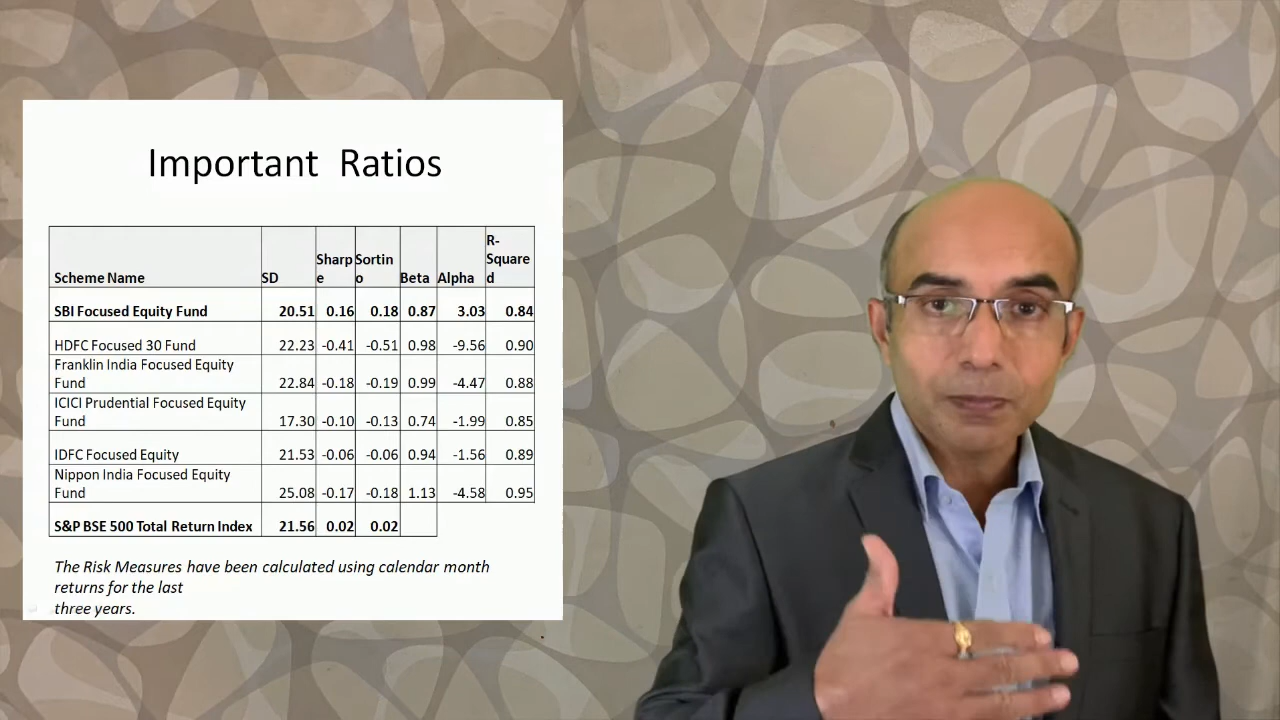 Important Ratios
Scheme Name SD Sharp e Sortin o Beta Alpha R- Square d
SBI Focused Equity Fund 20.51 0.16 0.18 0.87 3.03 0.84
HDFC Focused 30 Fund 22.23 -0.41 -0.51 0.98 -9.56 0.90
Franklin India Focused Equity
Fund 22.84 -0.18 -0.19 0.99 -4.47 0.88
ICICI Prudential Focused Equity
Fund 17.30 -0.10 -0.13 0.74 -1.99 0.85
IDFC Focused Equity 21.53 -0.06 -0.06 0.94 -1.56 0.89
Nippon India Focused Equity
Fund 25.08 -0.17 -0.18 1.13 -4.58 0.95
S&P BSE 500 Total Return Index 21.56 0.02 0.02
The Risk Measures have been calculated using calendar month
returns for the last
three years.